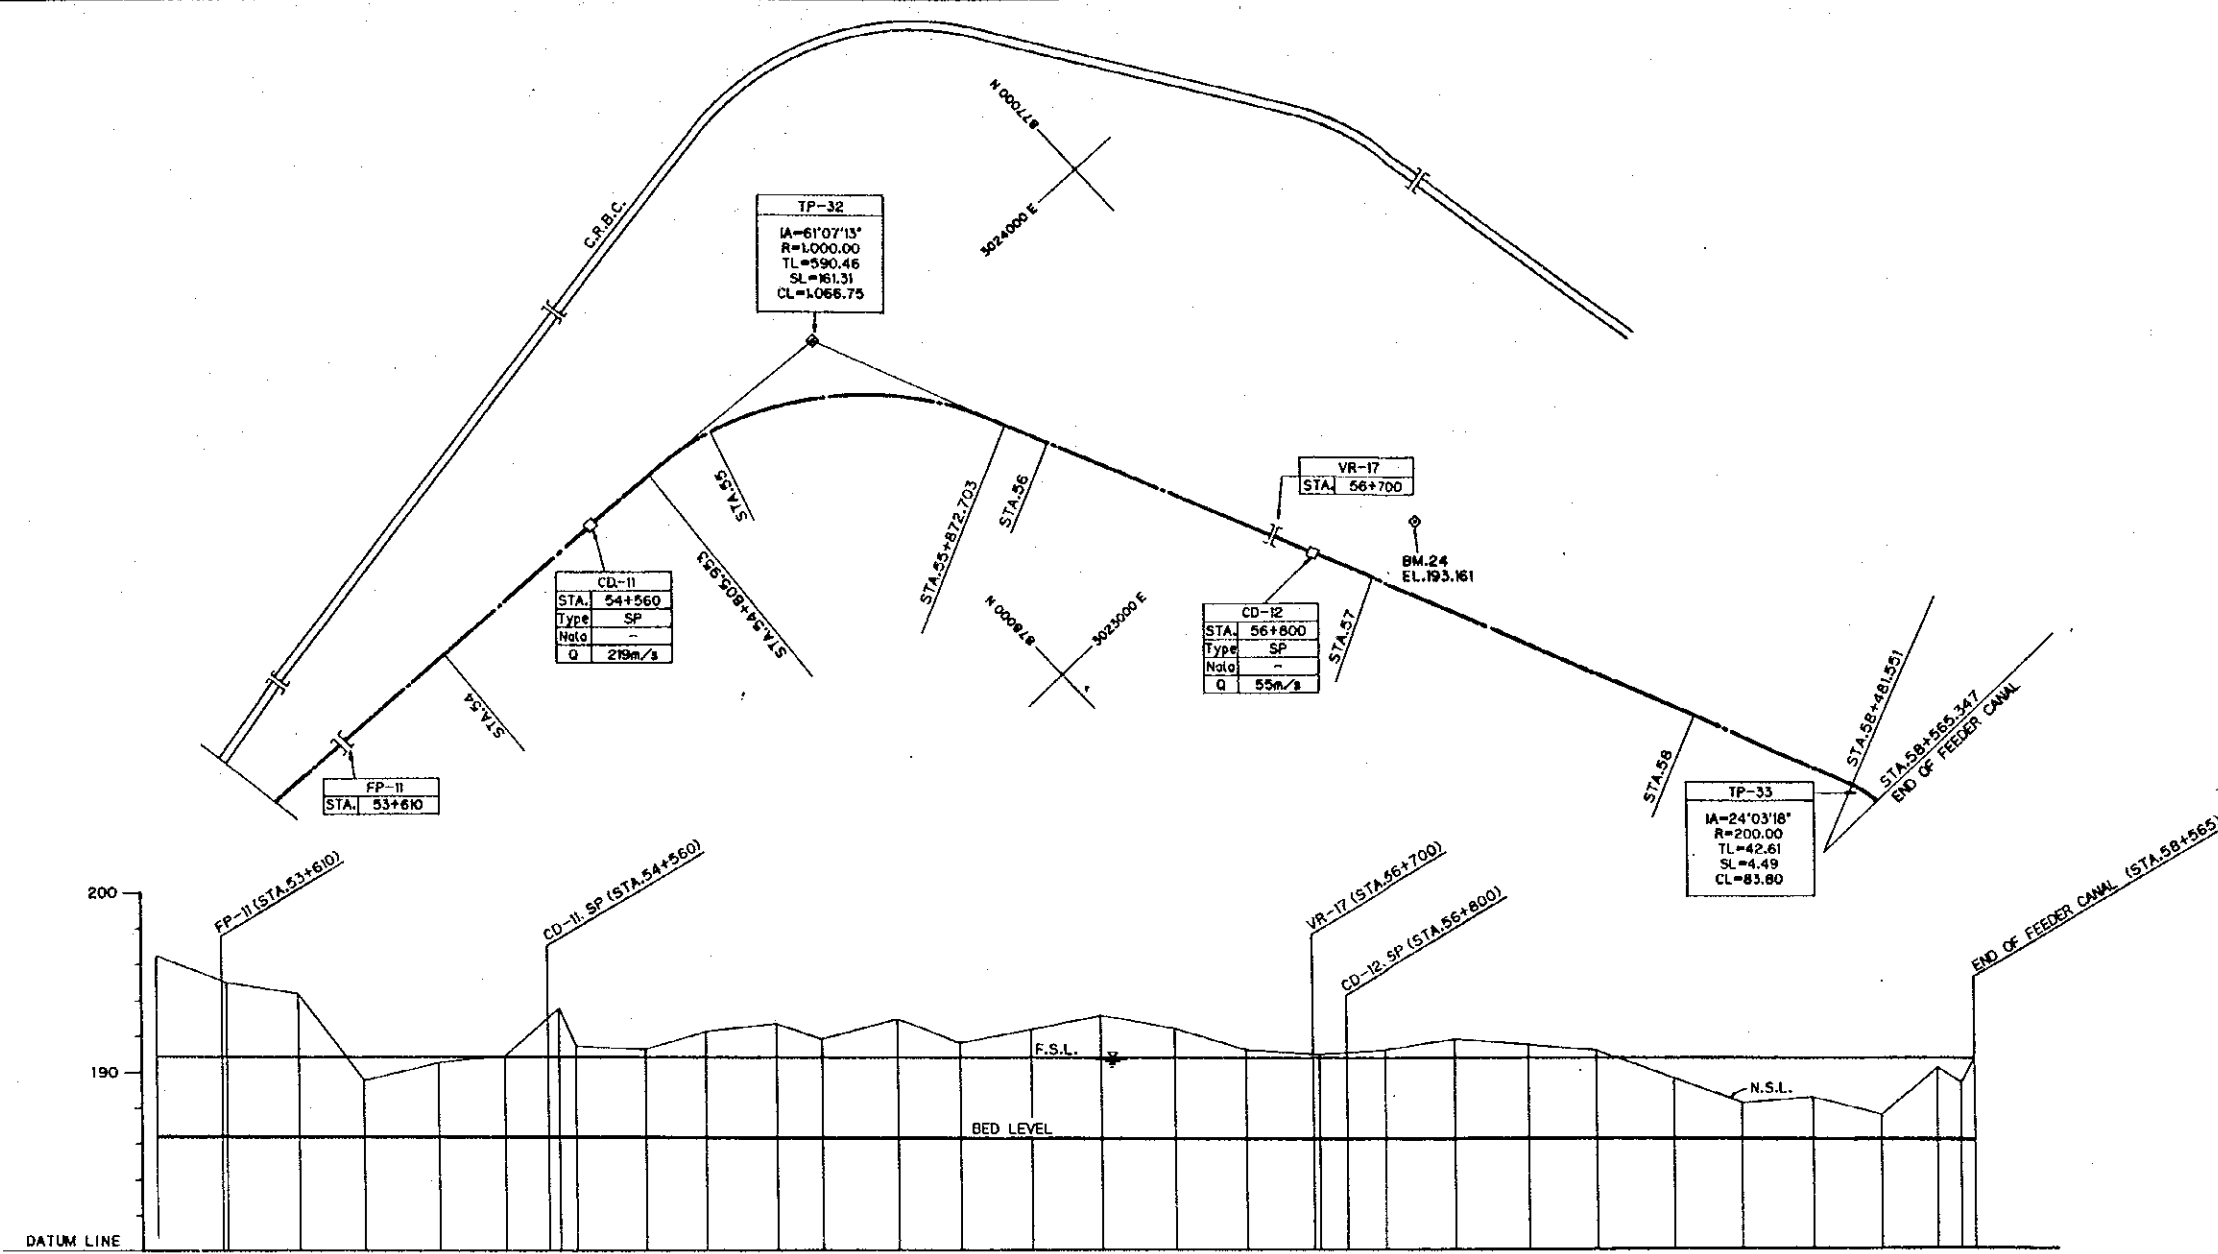 877000 N
3024000 E
C.R.B.C.
TP-32
IA=61°07'13"
R=1,000.00
TL=590.46
SL=161.31
CL=1,066.75
STA.55
STA.54+805.953
STA.55+872.703
STA.56
VR-17
STA. 56+700
BM.24
EL.193.161
CD-11
STA. 54+560
Type SP
Nala -
Q 219m/s
878000 N
3023000 E
CD-12
STA. 56+800
Type SP
Nala -
Q 55m/s
STA.57
STA.54
STA.58
STA.58+481.551
STA.58+565.347
END OF FEEDER CANAL
FP-11
STA. 53+610
TP-33
IA=24°03'18"
R=200.00
TL=42.61
SL=4.49
CL=83.80
FP-11 (STA.53+610)
CD-11, SP (STA.54+560)
VR-17 (STA.56+700)
CD-12, SP (STA.56+800)
END OF FEEDER CANAL (STA.58+565)
200
F.S.L.
190
N.S.L.
BED LEVEL
DATUM LINE